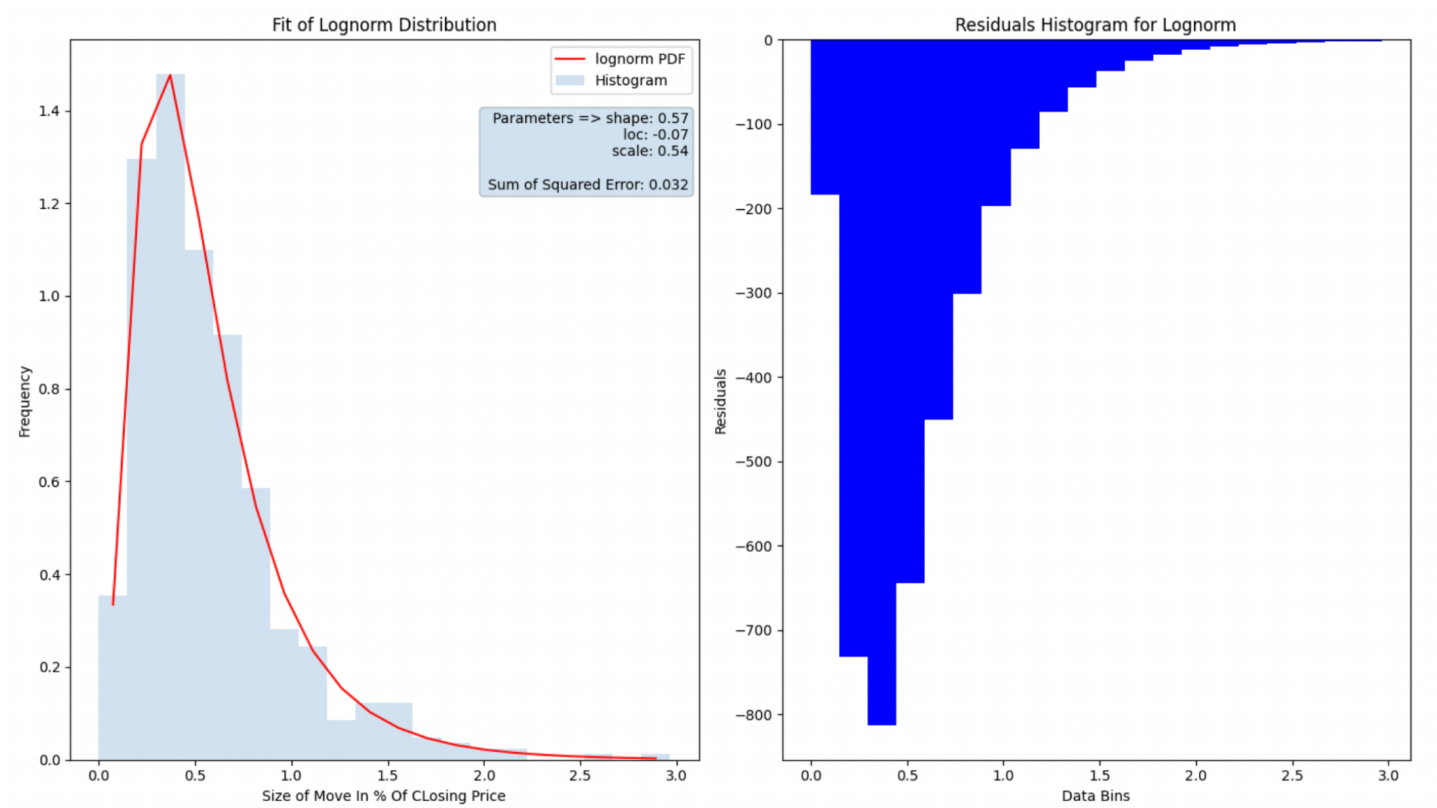 Fit of Lognorm Distribution
lognorm PDF
Histogram
Parameters => shape: 0.57
loc: -0.07
scale: 0.54
Sum of Squared Error: 0.032
Frequency
1.4
1.2
1.0
0.8
0.6
0.4
0.2
0.0
0.0 0.5 1.0 1.5 2.0 2.5 3.0
Size of Move In % Of CLosing Price
Residuals Histogram for Lognorm
Residuals
0
−100
−200
−300
−400
−500
−600
−700
−800
0.0 0.5 1.0 1.5 2.0 2.5 3.0
Data Bins